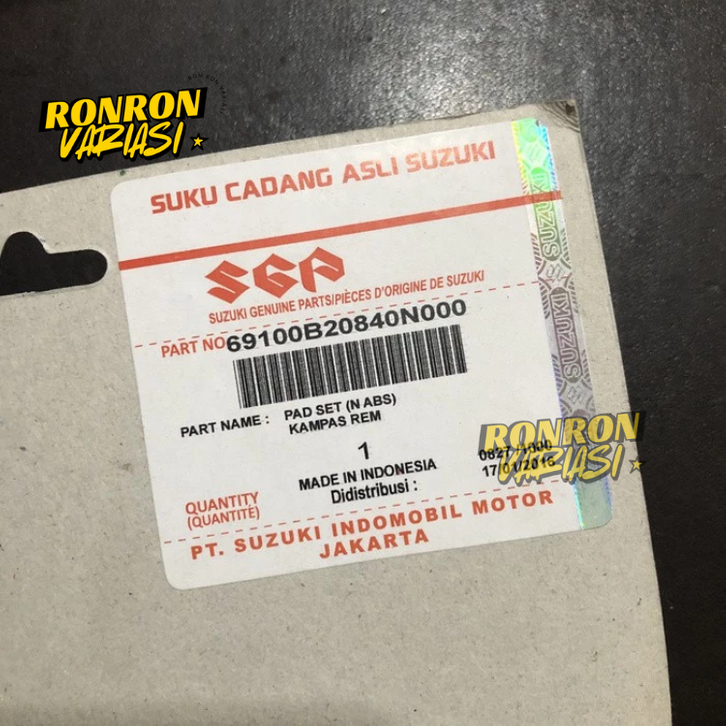 RONRON
VARIASI
SUKU CADANG ASLI SUZUKI
SGP
SUZUKI GENUINE PARTS/PIÈCES D'ORIGINE DE SUZUKI
PART NO 69100B20840N000
PART NAME : PAD SET (N ABS)
KAMPAS REM
1
MADE IN INDONESIA
Didistribusi :
QUANTITY
(QUANTITÉ)
PT. SUZUKI INDOMOBIL MOTOR
JAKARTA
SUZUKI
SUZUKI
RONRON
VARIASI